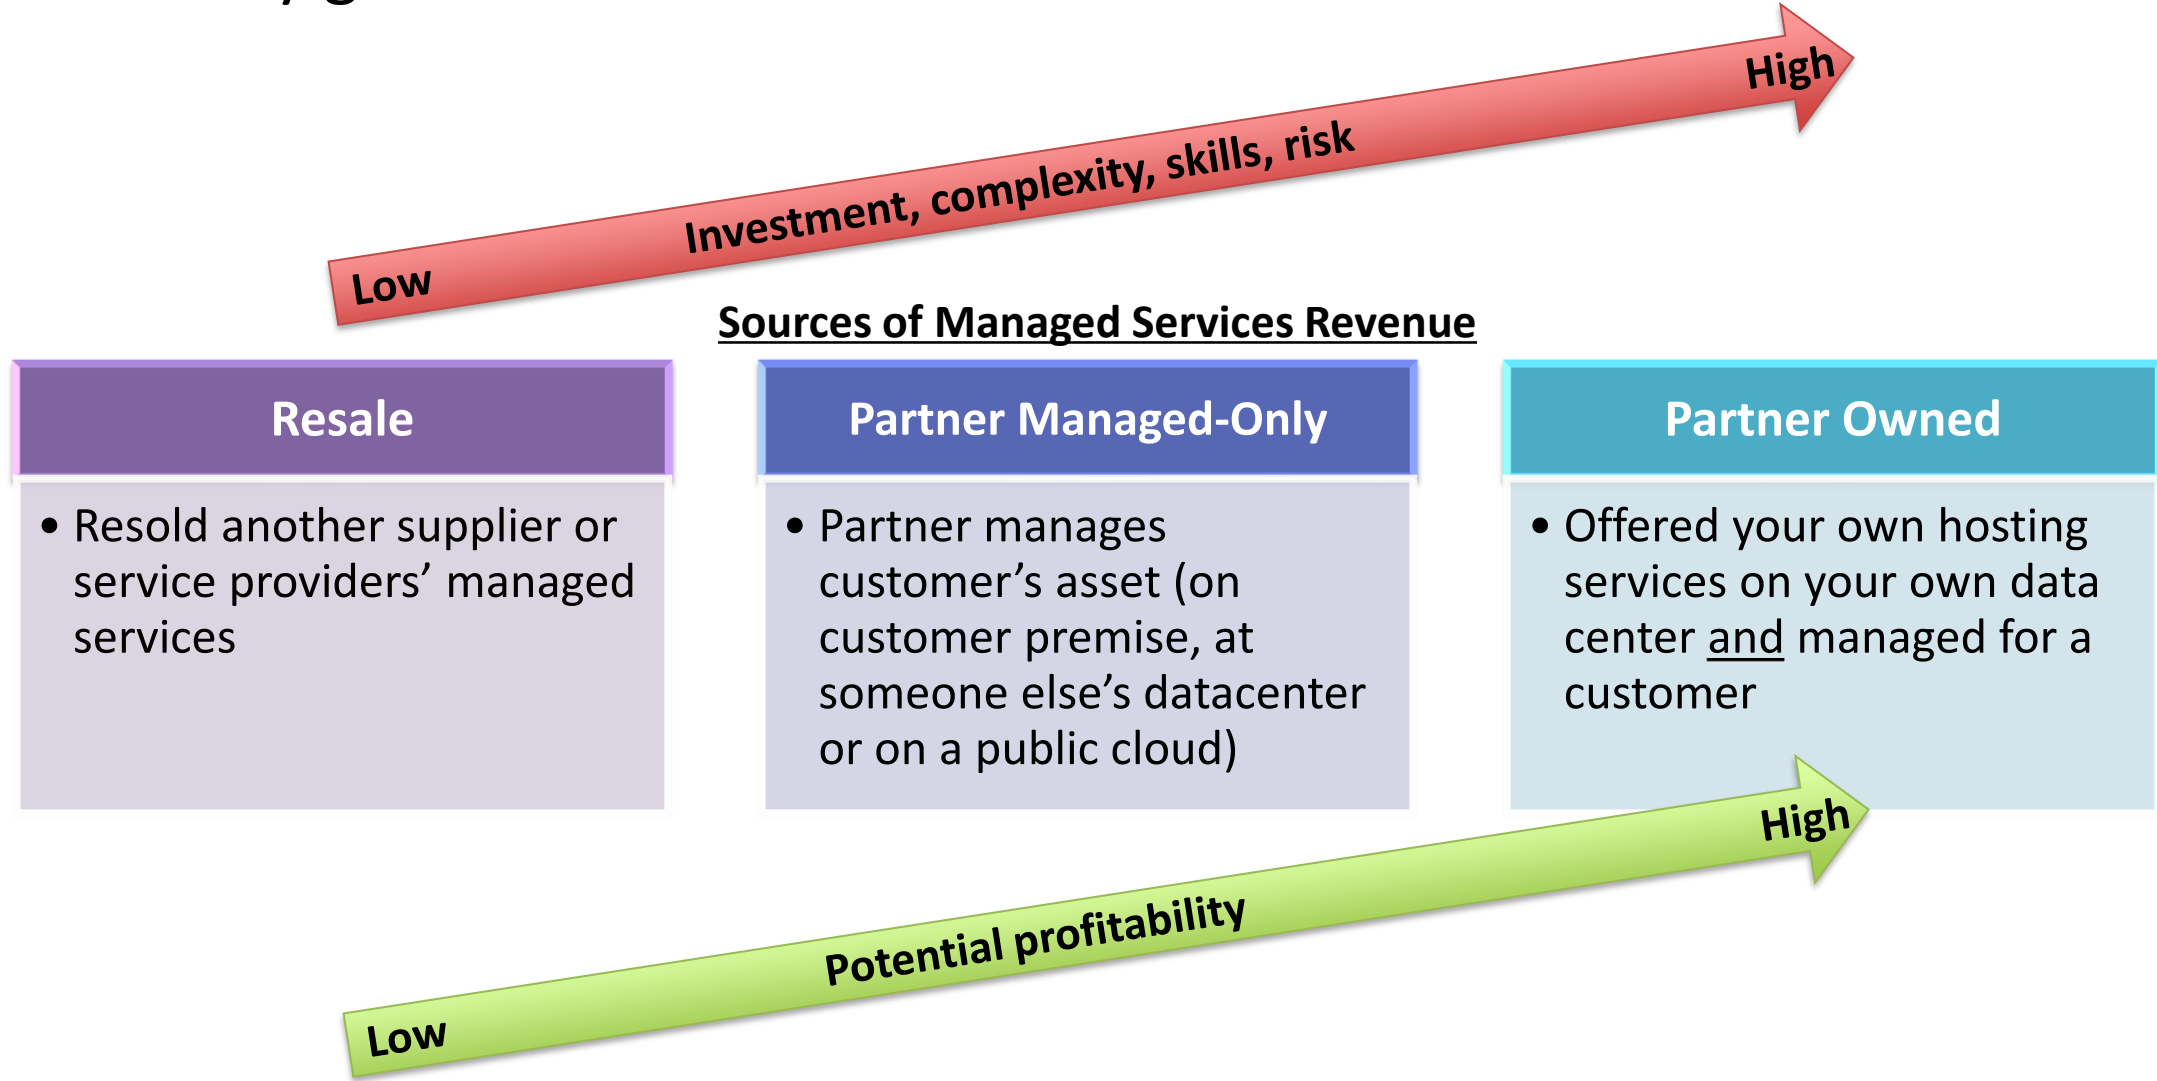 High
Investment, complexity, skills, risk
Low
Sources of Managed Services Revenue
Resale
• Resold another supplier or
service providers’ managed
services
Partner Managed-Only
• Partner manages
customer’s asset (on
customer premise, at
someone else’s datacenter
or on a public cloud)
Partner Owned
• Offered your own hosting
services on your own data
center and managed for a
customer
High
Potential profitability
Low